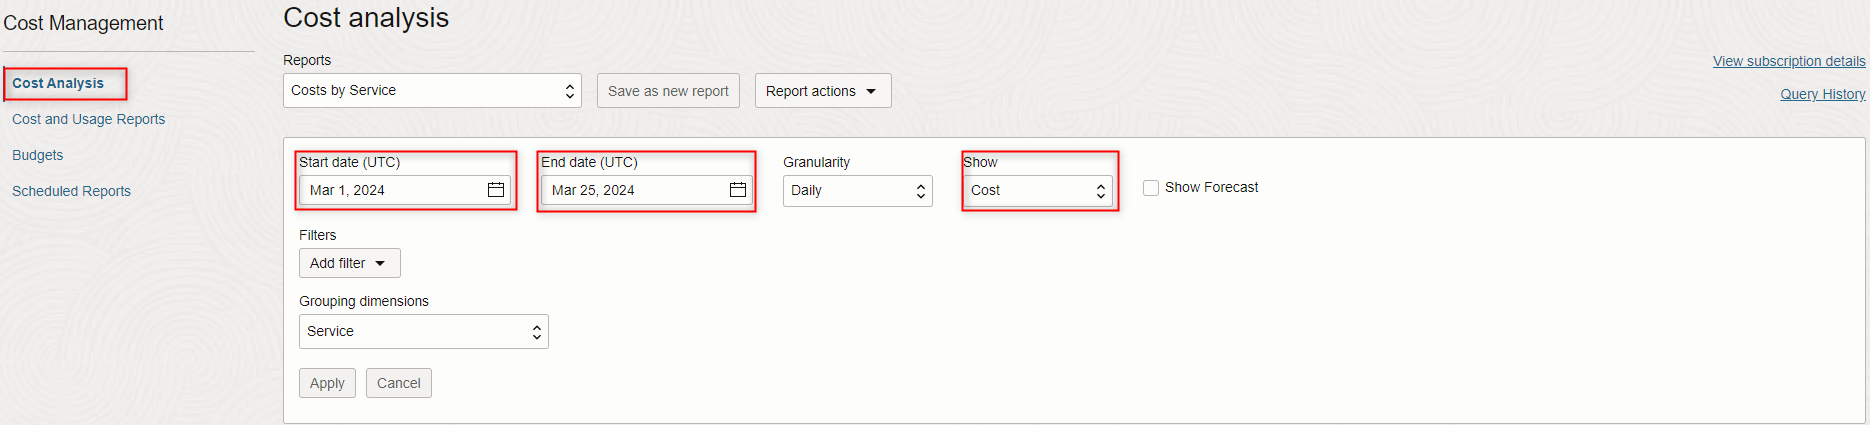 Cost Management
Cost Analysis
Cost and Usage Reports
Budgets
Scheduled Reports
Cost analysis
Reports
Costs by Service
Save as new report
Report actions
View subscription details
Query History
Start date (UTC)
End date (UTC)
Granularity
Show
Mar 1, 2024
Mar 25, 2024
Daily
Cost
Show Forecast
Filters
Add filter
Grouping dimensions
Service
Apply
Cancel